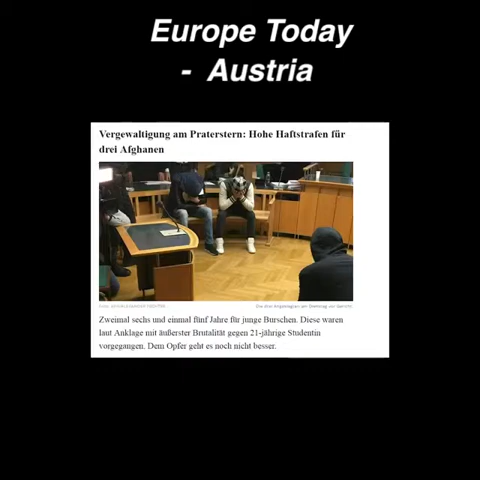 Europe Today
- Austria
Vergewaltigung am Praterstern: Hohe Haftstrafen für
drei Afghanen
Zweimal sechs und einmal fünf Jahre für junge Burschen. Diese waren
laut Anklage mit äußerster Brutalität gegen 21-jährige Studentin
vorgegangen. Dem Opfer geht es noch nicht besser.